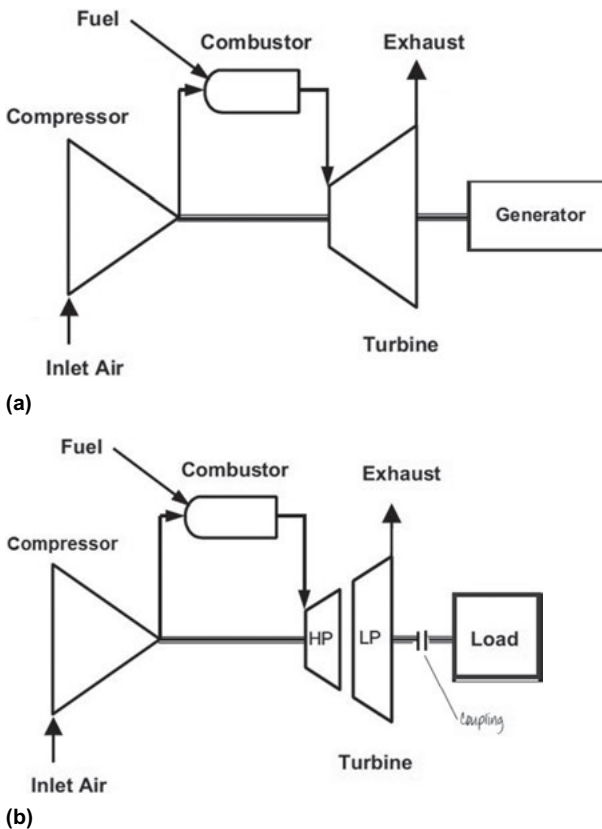 Fuel
Combustor
Exhaust
Compressor
Generator
Turbine
Inlet Air
(a)
Fuel
Combustor
Exhaust
Compressor
HP
LP
Load
Coupling
Turbine
Inlet Air
(b)